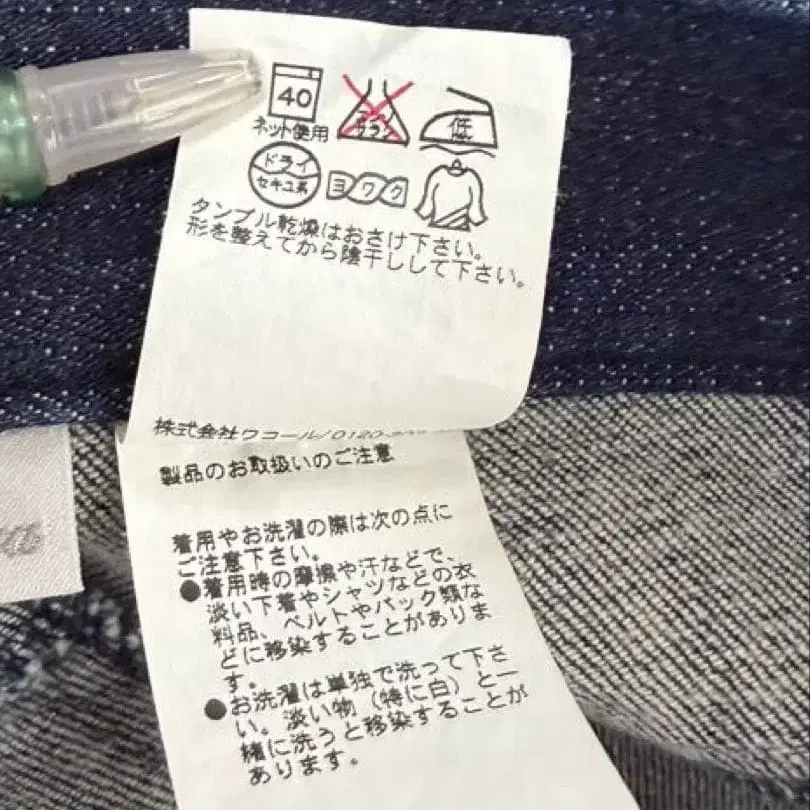 40
ネット使用
エンソ
サラシ
低
ドライ
セキユ系
ヨワク
タンブル乾燥はおさけ下さい。
形を整えてから陰干しして下さい。
株式会社ワコール/0120-
製品のお取扱いのご注意
着用やお洗濯の際は次の点に
ご注意下さい。
●着用時の摩擦や汗などで、
淡い下着やシャツなどの衣
料品、ベルトやバック類な
どに移染することがありま
す。
●お洗濯は単独で洗って下さ
い。淡い物（特に白）と一
緒に洗うと移染することが
あります。